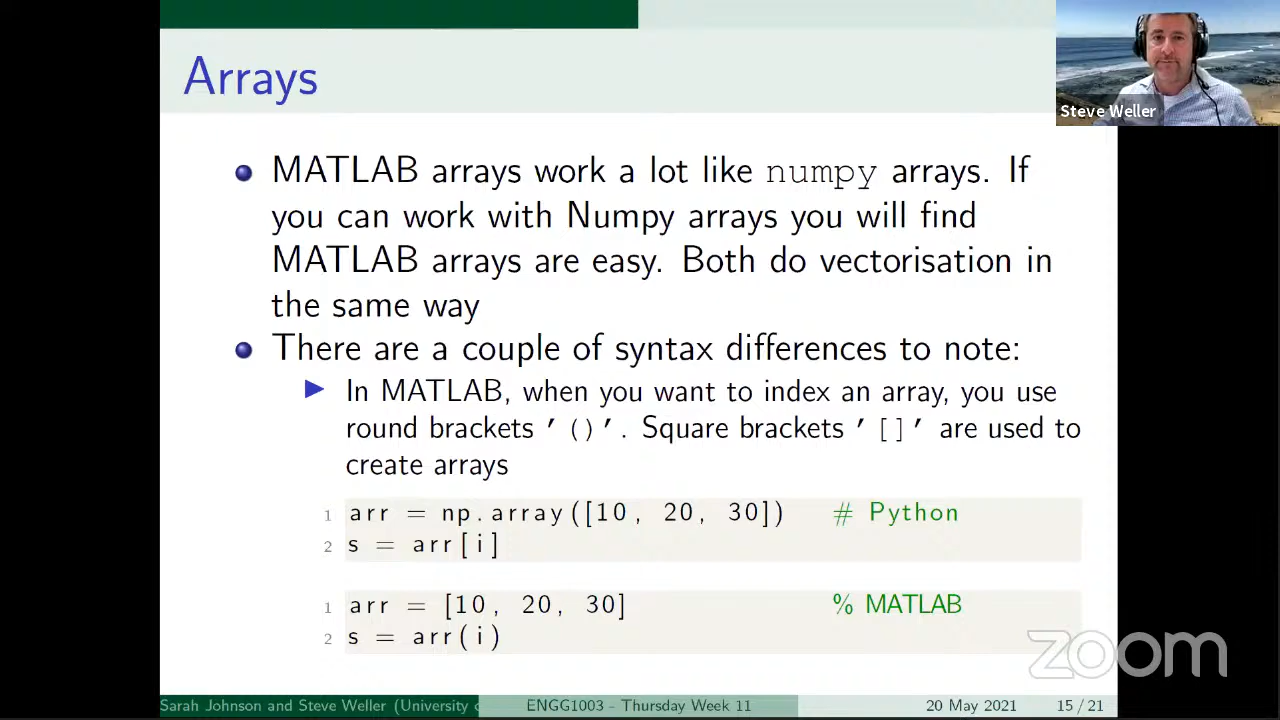 Arrays
Steve Weller
MATLAB arrays work a lot like numpy arrays. If
you can work with Numpy arrays you will find
MATLAB arrays are easy. Both do vectorisation in
the same way
There are a couple of syntax differences to note:
In MATLAB, when you want to index an array, you use
round brackets '()'. Square brackets '[]' are used to
create arrays
1 arr = np.array([10, 20, 30]) # Python
2 s = arr[i]
1 arr = [10, 20, 30] % MATLAB
2 s = arr(i)
zoom
Sarah Johnson and Steve Weller (University ENGG1003 - Thursday Week 11 20 May 2021 15 / 21